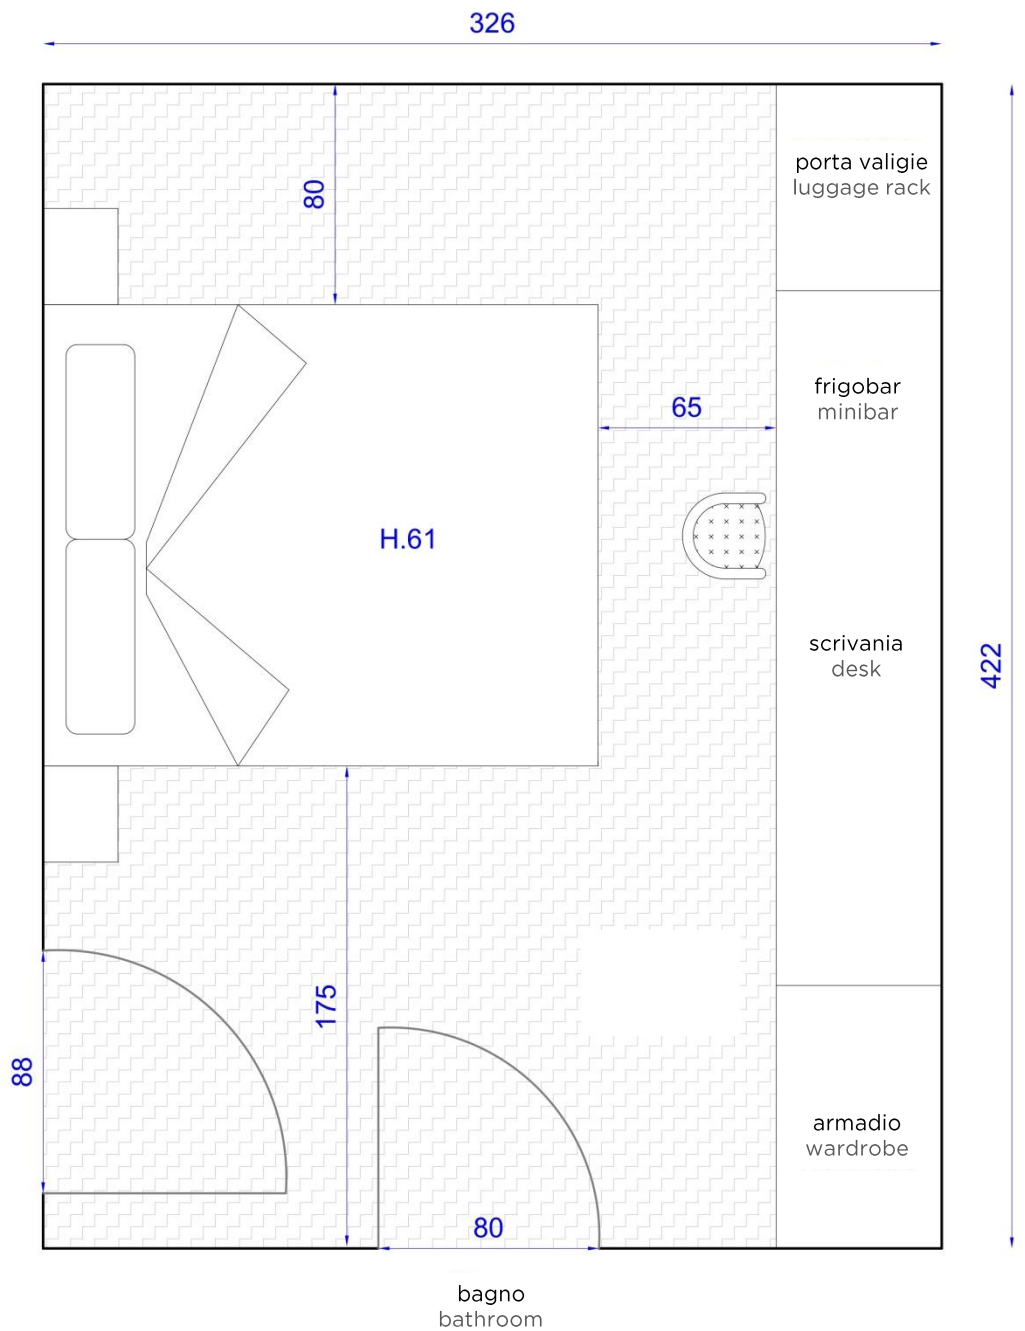 326
porta valigie
luggage rack
80
frigobar
minibar
65
H.61
scrivania
desk
422
175
88
armadio
wardrobe
80
bagno
bathroom